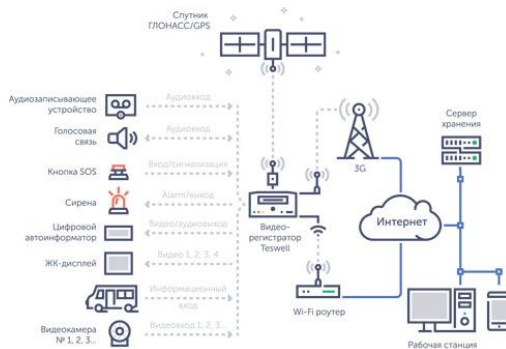 Спутник
ГЛОНАСС/GPS
Аудиозаписывающее
устройство
Аудиовход
Голосовая
связь
Аудиовход
Кнопка SOS
Вход/сигнализация
Сирена
Alarm/выход
Цифровой
автоинформатор
Видео/аудиовыход
ЖК-дисплей
Видео 1, 2, 3, 4
Информационный
вход
Видеокамера
№ 1, 2, 3...
Видеовход 1, 2, 3...
Видео-
регистратор
Teswell
3G
Wi-Fi роутер
Интернет
Сервер
хранения
Рабочая станция